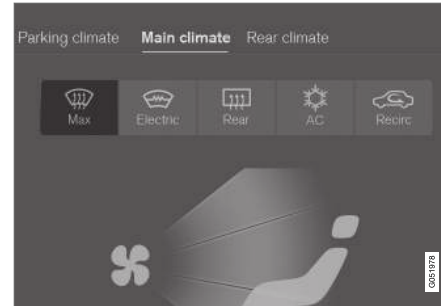 Parking climate Main climate Rear climate
Max Electric Rear AC Recirc
G051978